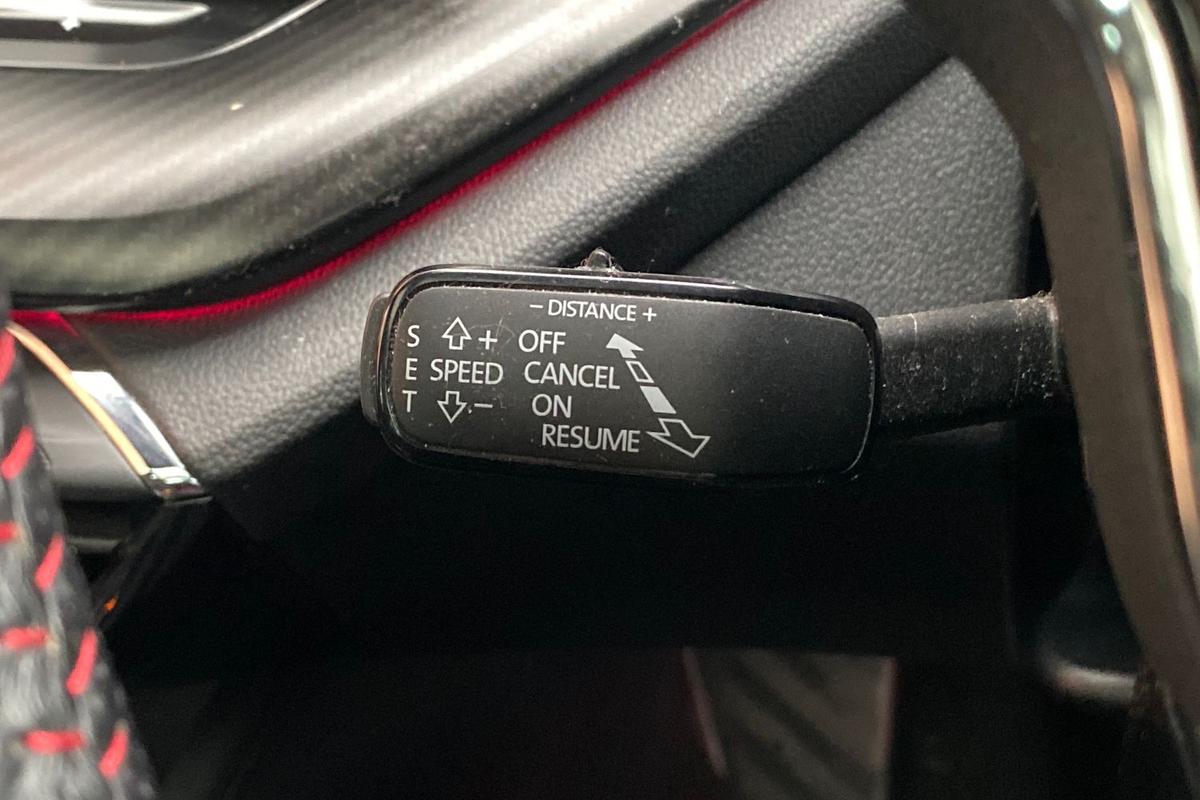 - DISTANCE +
S + OFF
E SPEED CANCEL
T - ON
RESUME